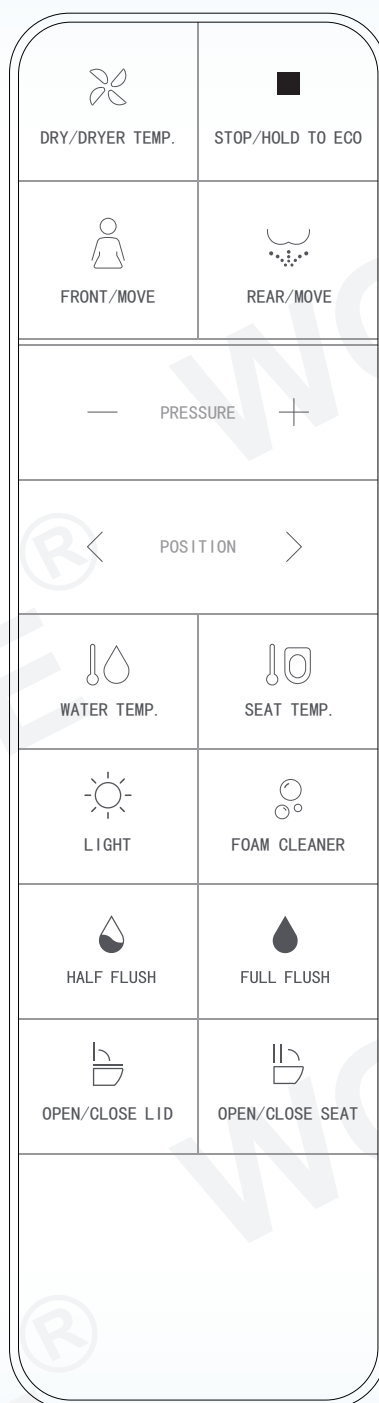 DRY/DRYER TEMP.
STOP/HOLD TO ECO
FRONT/MOVE
REAR/MOVE
— PRESSURE +
< POSITION >
WATER TEMP.
SEAT TEMP.
LIGHT
FOAM CLEANER
HALF FLUSH
FULL FLUSH
OPEN/CLOSE LID
OPEN/CLOSE SEAT